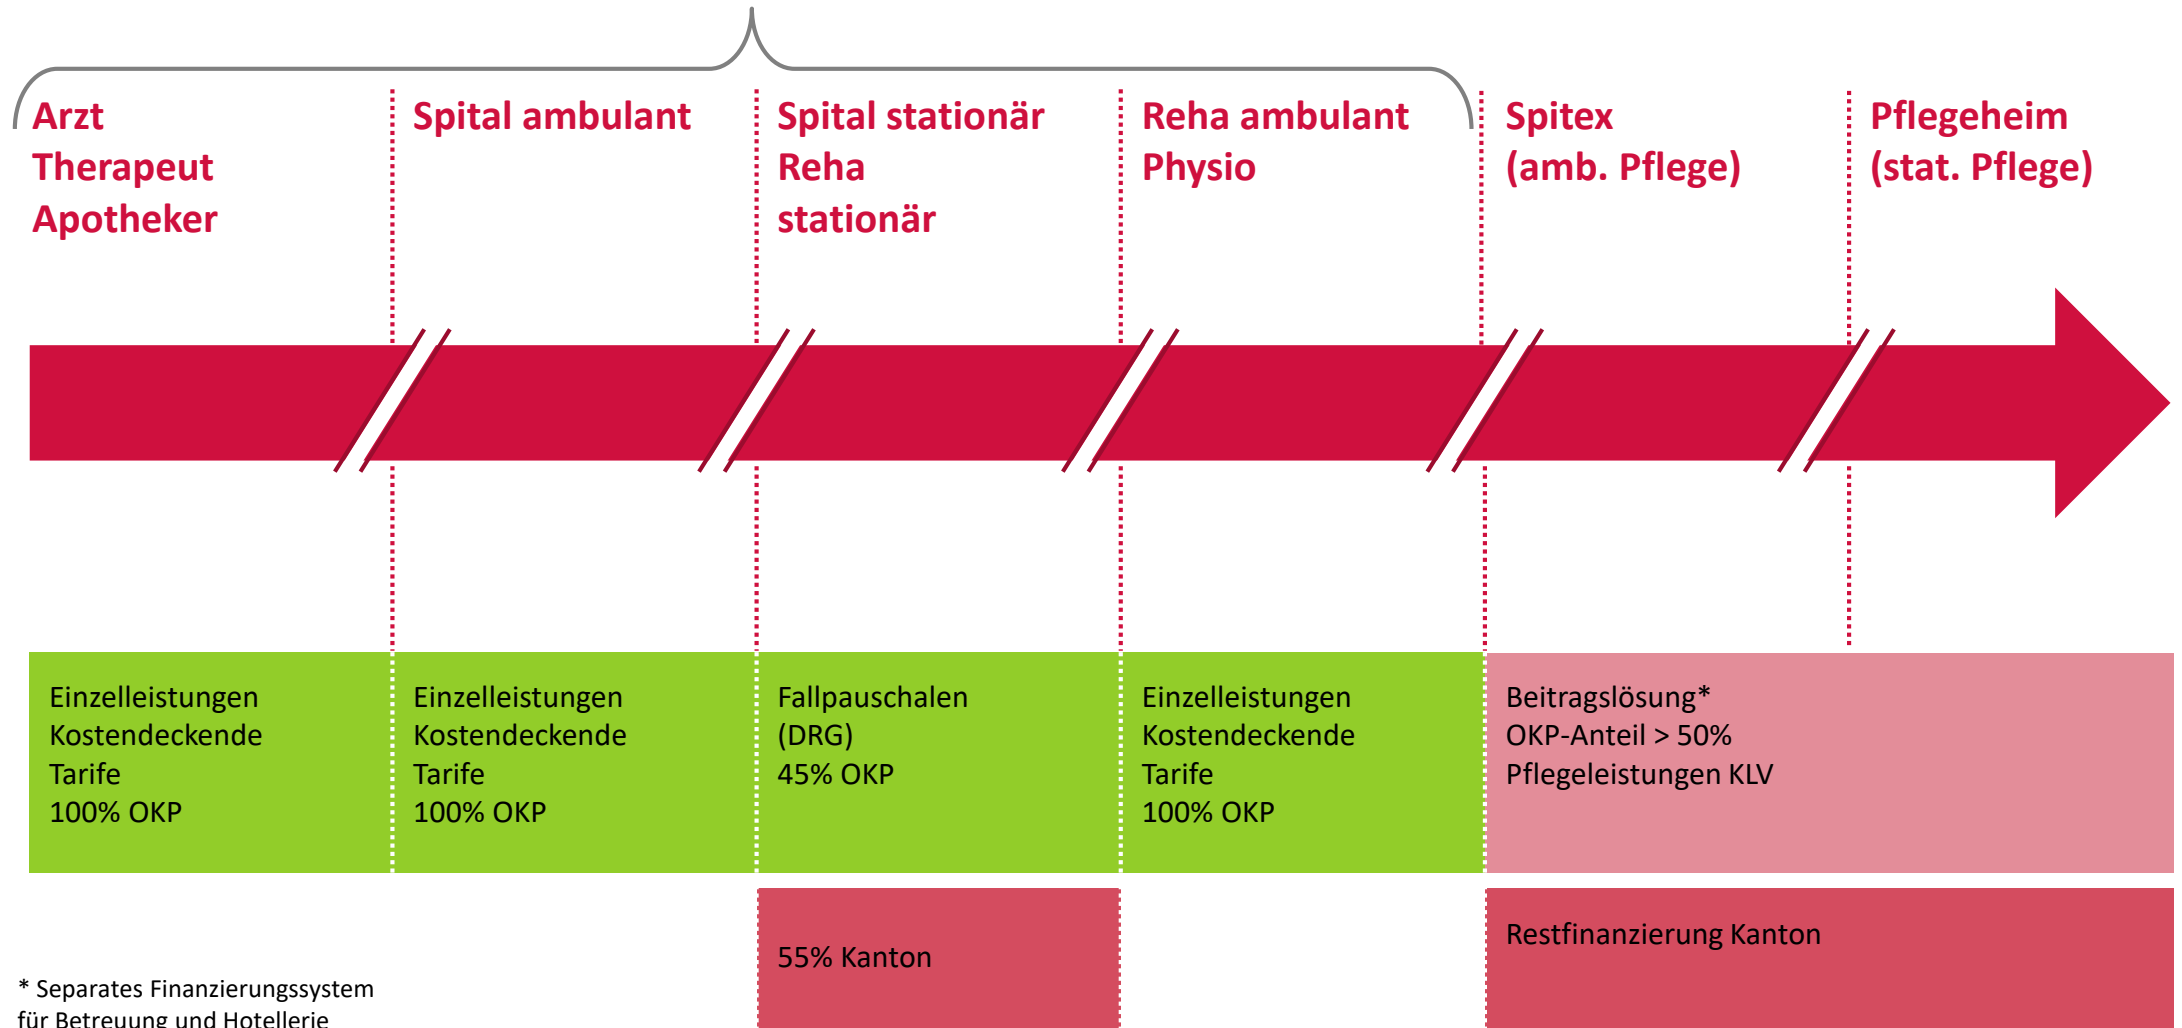 Arzt
Therapeut
Apotheker
Spital ambulant
Spital stationär
Reha
stationär
Reha ambulant
Physio
Spitex
(amb. Pflege)
Pflegeheim
(stat. Pflege)
Einzelleistungen
Kostendeckende
Tarife
100% OKP
Einzelleistungen
Kostendeckende
Tarife
100% OKP
Fallpauschalen
(DRG)
45% OKP
Einzelleistungen
Kostendeckende
Tarife
100% OKP
Beitragslösung*
OKP-Anteil > 50%
Pflegeleistungen KLV
55% Kanton
Restfinanzierung Kanton
* Separates Finanzierungssystem
für Betreuung und Hotellerie